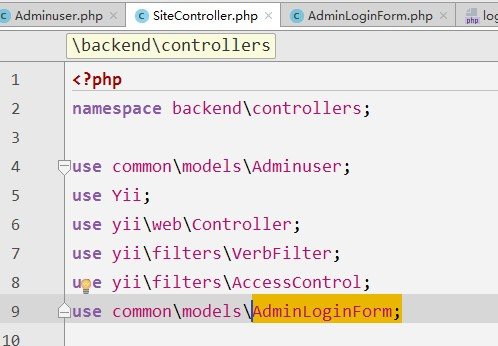 Adminuser.php × SiteController.php × AdminLoginForm.php × log
\backend\controllers
1 <?php
2 namespace backend\controllers;
3
4 use common\models\Adminuser;
5 use Yii;
6 use yii\web\Controller;
7 use yii\filters\VerbFilter;
8 use yii\filters\AccessControl;
9 use common\models\AdminLoginForm;
10